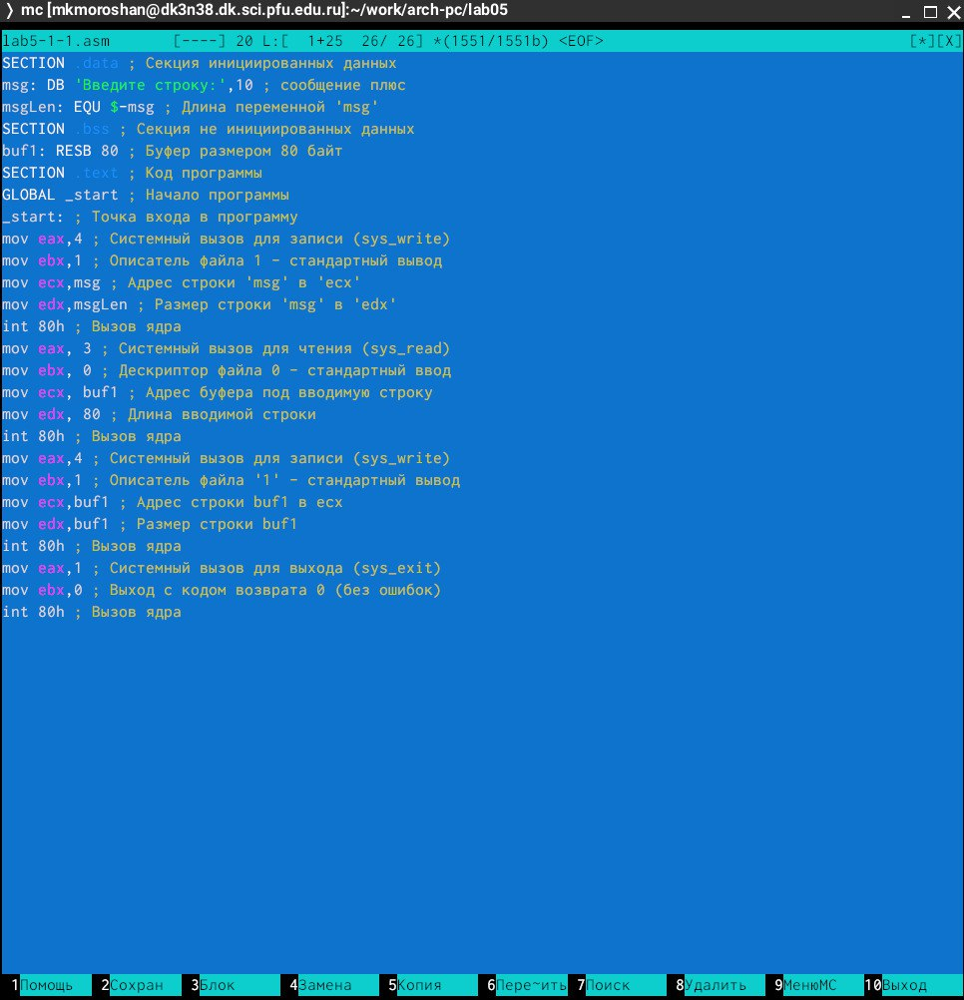 mc [mkmoroshan@dk3n38.dk.sci.pfu.edu.ru]:~/work/arch-pc/lab05
lab5-1-1.asm [----] 20 L:[ 1+25 26/ 26] *(1551/1551b) <EOF> [*][X]
SECTION .data ; Секция инициированных данных
msg: DB 'Введите строку:',10 ; сообщение плюс
msgLen: EQU $-msg ; Длина переменной 'msg'
SECTION .bss ; Секция не инициированных данных
buf1: RESB 80 ; Буфер размером 80 байт
SECTION .text ; Код программы
GLOBAL _start ; Начало программы
_start: ; Точка входа в программу
mov eax,4 ; Системный вызов для записи (sys_write)
mov ebx,1 ; Описатель файла 1 - стандартный вывод
mov ecx,msg ; Адрес строки 'msg' в 'ecx'
mov edx,msgLen ; Размер строки 'msg' в 'edx'
int 80h ; Вызов ядра
mov eax, 3 ; Системный вызов для чтения (sys_read)
mov ebx, 0 ; Дескриптор файла 0 - стандартный ввод
mov ecx, buf1 ; Адрес буфера под вводимую строку
mov edx, 80 ; Длина вводимой строки
int 80h ; Вызов ядра
mov eax,4 ; Системный вызов для записи (sys_write)
mov ebx,1 ; Описатель файла '1' - стандартный вывод
mov ecx,buf1 ; Адрес строки buf1 в ecx
mov edx,buf1 ; Размер строки buf1
int 80h ; Вызов ядра
mov eax,1 ; Системный вызов для выхода (sys_exit)
mov ebx,0 ; Выход с кодом возврата 0 (без ошибок)
int 80h ; Вызов ядра
1Помощь 2Сохран 3Блок 4Замена 5Копия 6Пере~ить 7Поиск 8Удалить 9МенюMC 10Выход